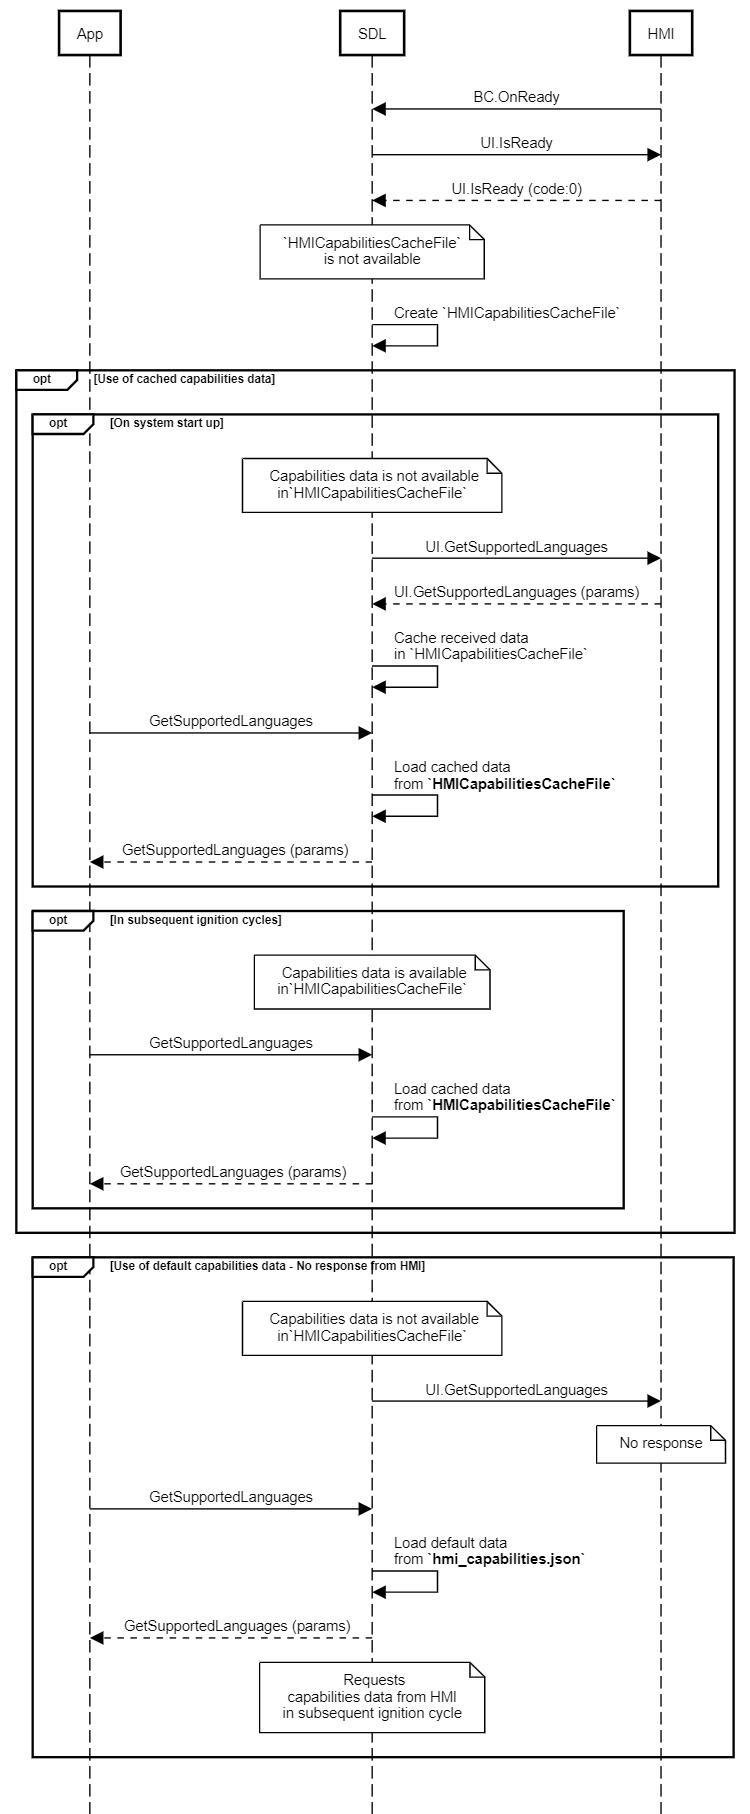 App
SDL
HMI
BC.OnReady
UI.IsReady
UI.IsReady (code:0)
`HMICapabilitiesCacheFile`
is not available
Create `HMICapabilitiesCacheFile`
opt
[Use of cached capabilities data]
opt
[On system start up]
Capabilities data is not available
in`HMICapabilitiesCacheFile`
UI.GetSupportedLanguages
UI.GetSupportedLanguages (params)
Cache received data
in `HMICapabilitiesCacheFile`
GetSupportedLanguages
Load cached data
from `HMICapabilitiesCacheFile`
GetSupportedLanguages (params)
opt
[In subsequent ignition cycles]
Capabilities data is available
in`HMICapabilitiesCacheFile`
GetSupportedLanguages
Load cached data
from `HMICapabilitiesCacheFile`
GetSupportedLanguages (params)
opt
[Use of default capabilities data - No response from HMI]
Capabilities data is not available
in`HMICapabilitiesCacheFile`
UI.GetSupportedLanguages
No response
GetSupportedLanguages
Load default data
from `hmi_capabilities.json`
GetSupportedLanguages (params)
Requests
capabilities data from HMI
in subsequent ignition cycle